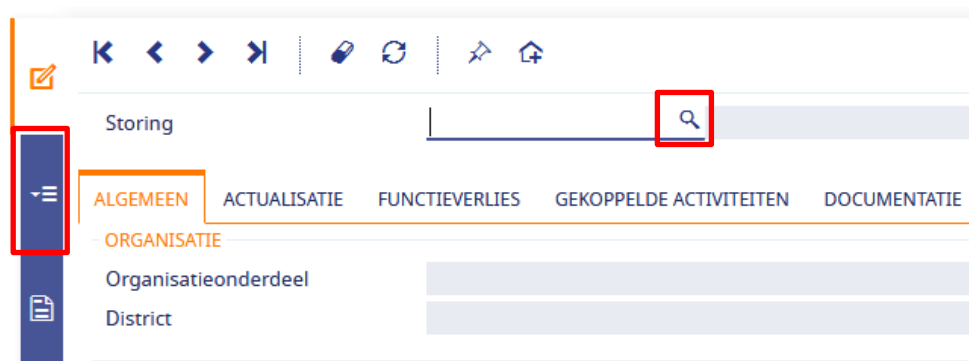 Storing
ALGEMEEN ACTUALISATIE FUNCTIEVERLIES GEKOPPELDE ACTIVITEITEN DOCUMENTATIE
ORGANISATIE
Organisatieonderdeel
District